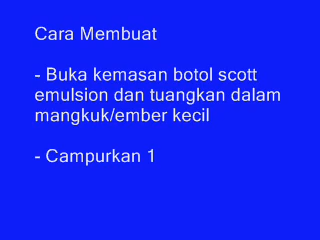 Cara Membuat
- Buka kemasan botol scott
emulsion dan tuangkan dalam
mangkuk/ember kecil
- Campurkan 1